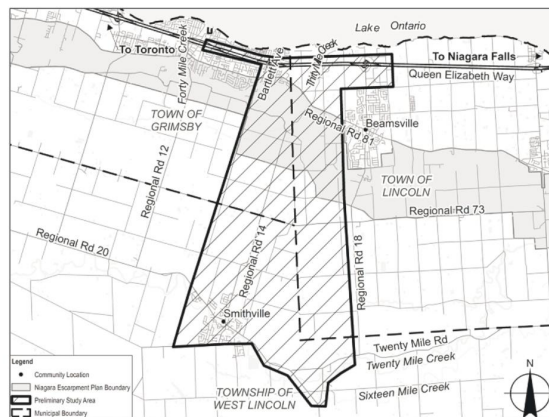 Lake Ontario
To Toronto
Forty Mile Creek
Bartlett Ave
Thirty Mile Creek
To Niagara Falls
Queen Elizabeth Way
TOWN OF
GRIMSBY
Regional Rd 81
Beamsville
Regional Rd 12
TOWN OF
LINCOLN
Regional Rd 73
Regional Rd 20
Regional Rd 14
Regional Rd 18
Smithville
Twenty Mile Rd
Twenty Mile Creek
TOWNSHIP OF
WEST LINCOLN
Sixteen Mile Creek
N
Legend
Community Location
Niagara Escarpment Plan Boundary
Preliminary Study Area
Municipal Boundary